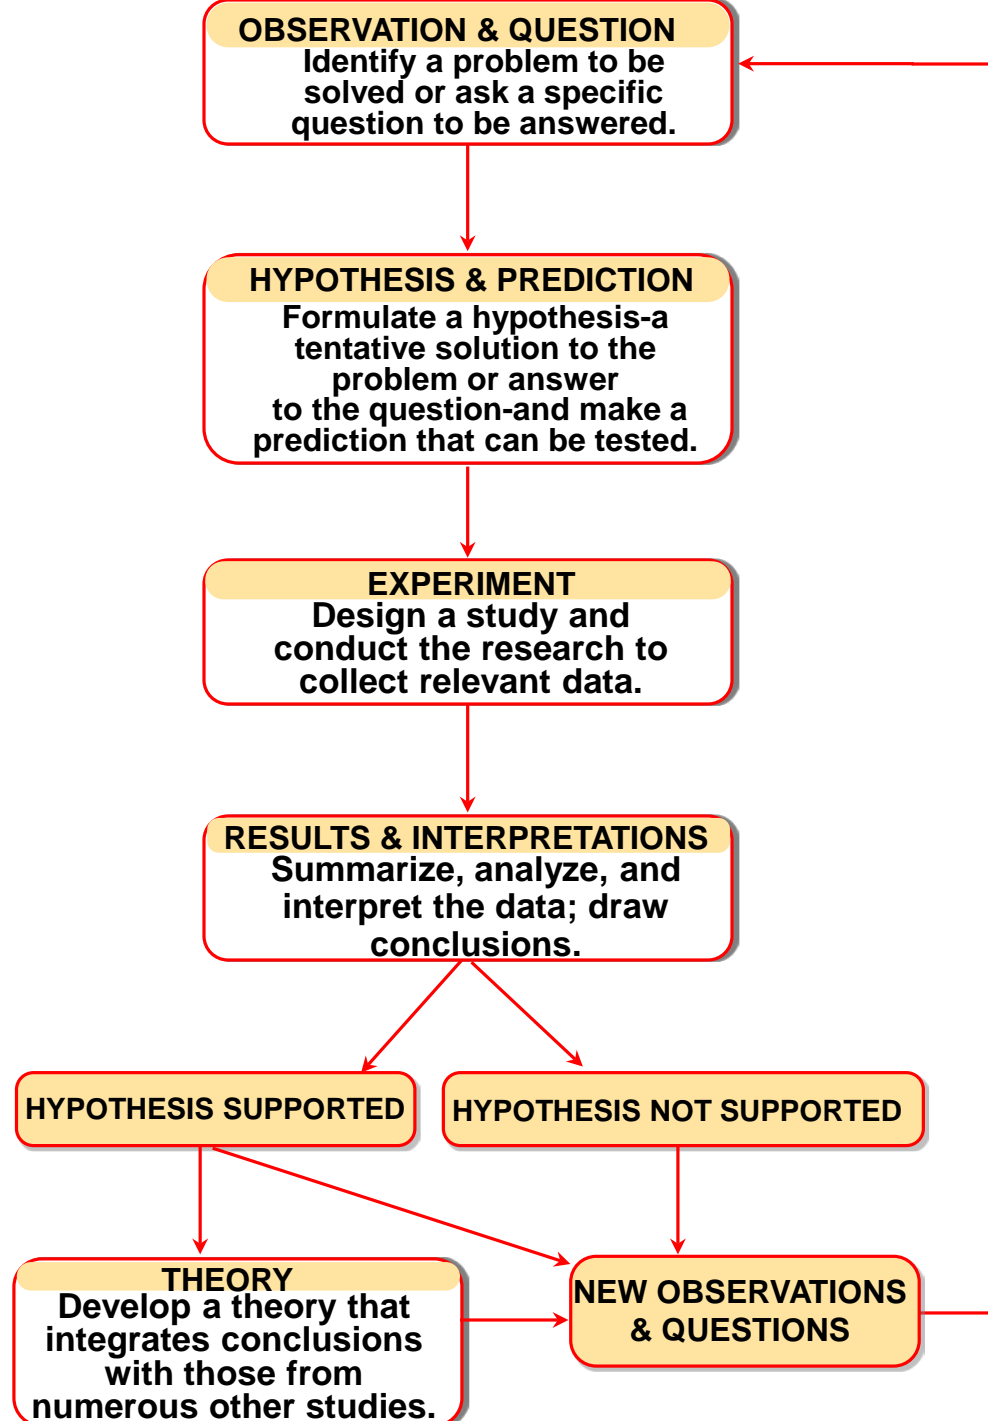 OBSERVATION & QUESTION
Identify a problem to be
solved or ask a specific
question to be answered.
HYPOTHESIS & PREDICTION
Formulate a hypothesis-a
tentative solution to the
problem or answer
to the question-and make a
prediction that can be tested.
EXPERIMENT
Design a study and
conduct the research to
collect relevant data.
RESULTS & INTERPRETATIONS
Summarize, analyze, and
interpret the data; draw
conclusions.
HYPOTHESIS SUPPORTED
HYPOTHESIS NOT SUPPORTED
THEORY
Develop a theory that
integrates conclusions
with those from
numerous other studies.
NEW OBSERVATIONS
& QUESTIONS